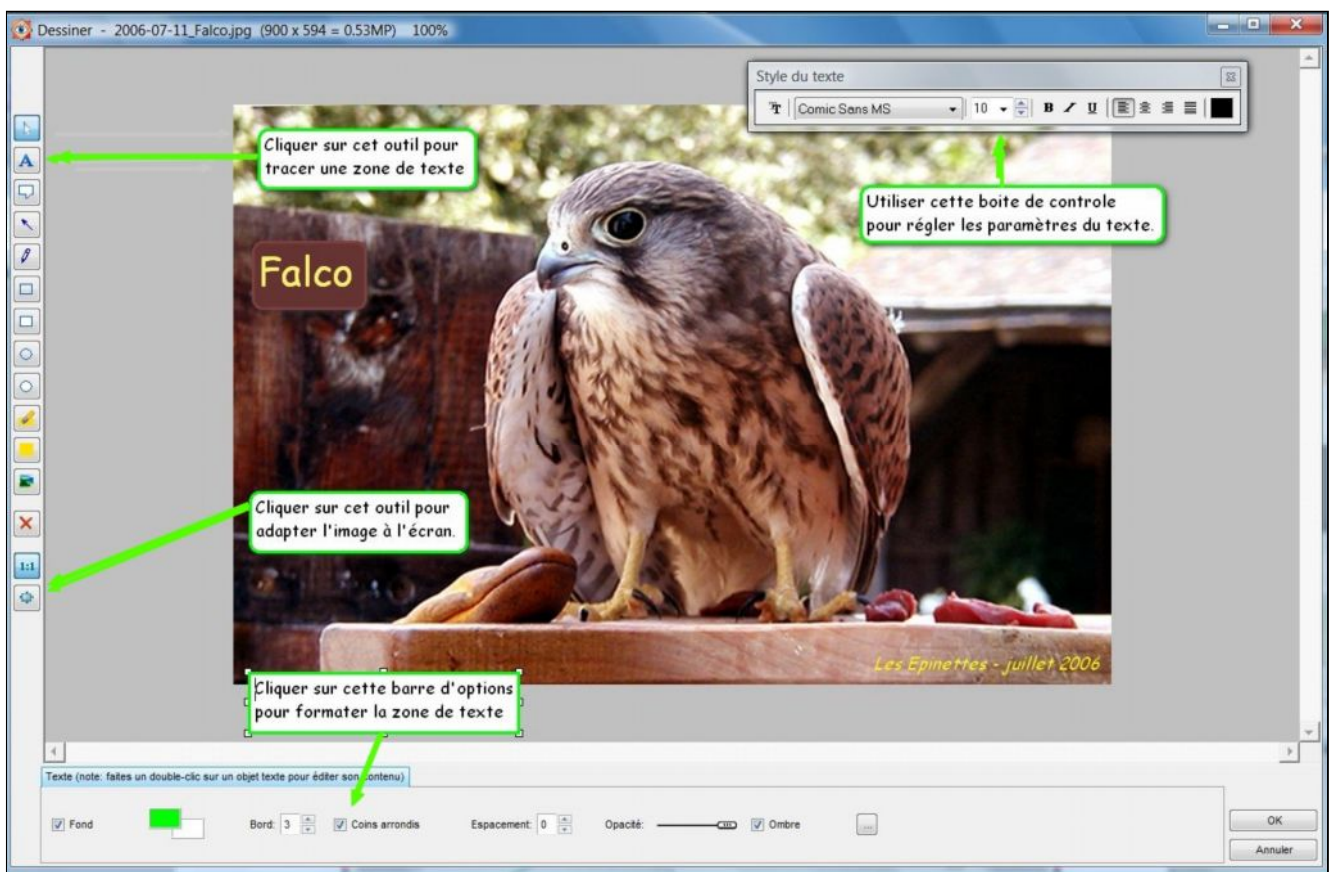 Dessiner - 2006-07-11_Falco.jpg (900 x 594 = 0.53MP) 100%
Style du texte
T Comic Sans MS 10 B I U
Cliquer sur cet outil pour
tracer une zone de texte
A
Utiliser cette boite de controle
pour régler les paramètres du texte.
Falco
Cliquer sur cet outil pour
adapter l'image à l'écran.
1:1
Les Epinettes - juillet 2006
Cliquer sur cette barre d'options
pour formater la zone de texte
Texte (note: faites un double-clic sur un objet texte pour éditer son contenu)
Fond Bord: 3 Coins arrondis Espacement: 0 Opacité: Ombre ...
OK
Annuler